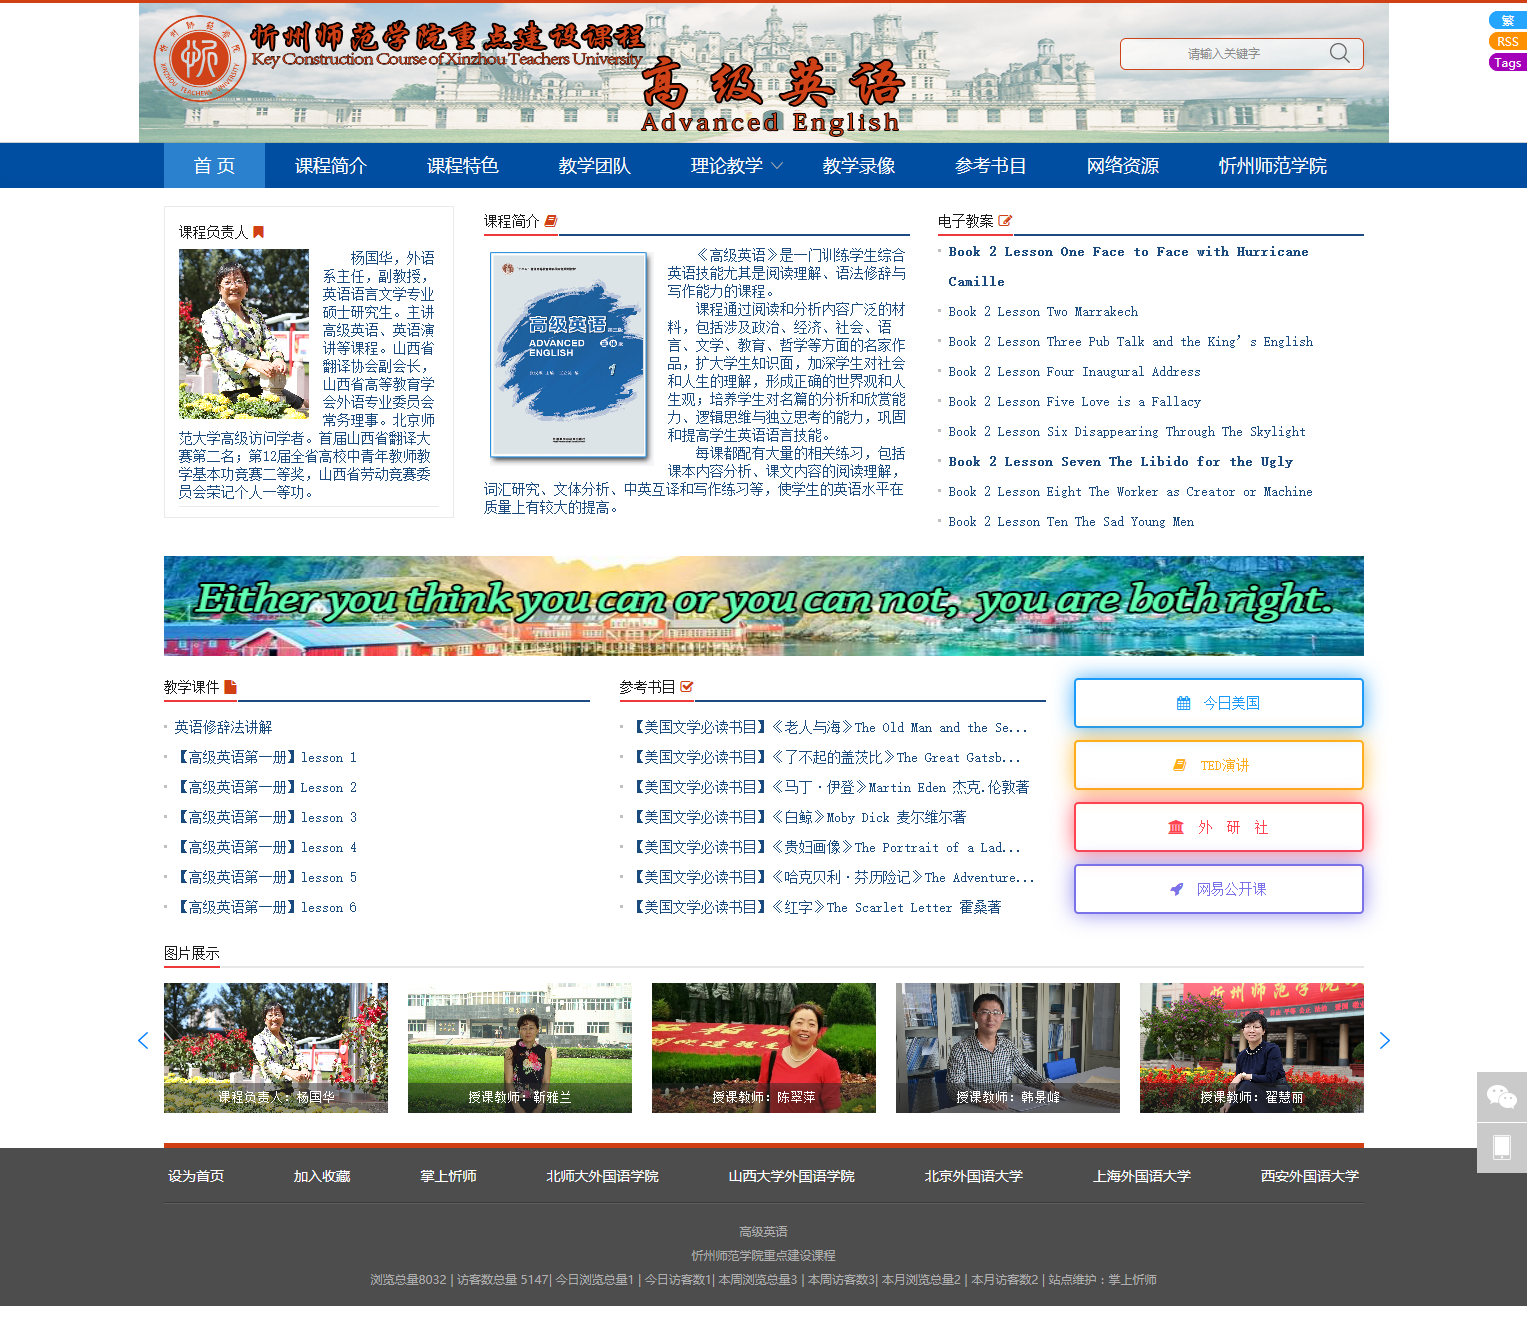 忻州师范学院重点建设课程
Key Construction Course of Xinzhou Teachers University
高级英语
Advanced English
请输入关键字
繁
RSS
Tags
首 页
课程简介
课程特色
教学团队
理论教学
教学录像
参考书目
网络资源
忻州师范学院
课程负责人
杨国华，外语
系主任，副教授，
英语语言文学专业
硕士研究生。主讲
高级英语、英语演
讲等课程。山西省
翻译协会副会长，
山西省高等教育学
会外语专业委员会
常务理事。北京师
范大学高级访问学者。首届山西省翻译大
赛第二名；第12届全省高校中青年教师教
学基本功竞赛二等奖，山西省劳动竞赛委
员会荣记个人一等功。
课程简介
高级英语
ADVANCED
ENGLISH
1
《高级英语》是一门训练学生综合
英语技能尤其是阅读理解、语法修辞与
写作能力的课程。
课程通过阅读和分析内容广泛的材
料，包括涉及政治、经济、社会、语
言、文学、教育、哲学等方面的名家作
品，扩大学生知识面，加深学生对社会
和人生的理解，形成正确的世界观和人
生观；培养学生对名篇的分析和欣赏能
力、逻辑思维与独立思考的能力，巩固
和提高学生英语语言技能。
每课都配有大量的相关练习，包括
课本内容分析、课文内容的阅读理解，
词汇研究、文体分析、中英互译和写作练习等，使学生的英语水平在
质量上有较大的提高。
电子教案
Book 2 Lesson One Face to Face with Hurricane
Camille
Book 2 Lesson Two Marrakech
Book 2 Lesson Three Pub Talk and the King’s English
Book 2 Lesson Four Inaugural Address
Book 2 Lesson Five Love is a Fallacy
Book 2 Lesson Six Disappearing Through The Skylight
Book 2 Lesson Seven The Libido for the Ugly
Book 2 Lesson Eight The Worker as Creator or Machine
Book 2 Lesson Ten The Sad Young Men
Either you think you can or you can not, you are both right.
教学课件
英语修辞法讲解
【高级英语第一册】lesson 1
【高级英语第一册】Lesson 2
【高级英语第一册】lesson 3
【高级英语第一册】lesson 4
【高级英语第一册】lesson 5
【高级英语第一册】lesson 6
参考书目
【美国文学必读书目】《老人与海》The Old Man and the Se...
【美国文学必读书目】《了不起的盖茨比》The Great Gatsb...
【美国文学必读书目】《马丁·伊登》Martin Eden 杰克.伦敦著
【美国文学必读书目】《白鲸》Moby Dick 麦尔维尔著
【美国文学必读书目】《贵妇画像》The Portrait of a Lad...
【美国文学必读书目】《哈克贝利·芬历险记》The Adventure...
【美国文学必读书目】《红字》The Scarlet Letter 霍桑著
今日美国
TED演讲
外 研 社
网易公开课
图片展示
课程负责人：杨国华
授课教师：靳雅兰
授课教师：陈翠萍
授课教师：韩景峰
忻州师范学院
授课教师：翟慧丽
设为首页
加入收藏
掌上忻师
北师大外国语学院
山西大学外国语学院
北京外国语大学
上海外国语大学
西安外国语大学
高级英语
忻州师范学院重点建设课程
浏览总量8032 | 访客数总量 5147| 今日浏览总量1 | 今日访客数1| 本周浏览总量3 | 本周访客数3| 本月浏览总量2 | 本月访客数2 | 站点维护：掌上忻师